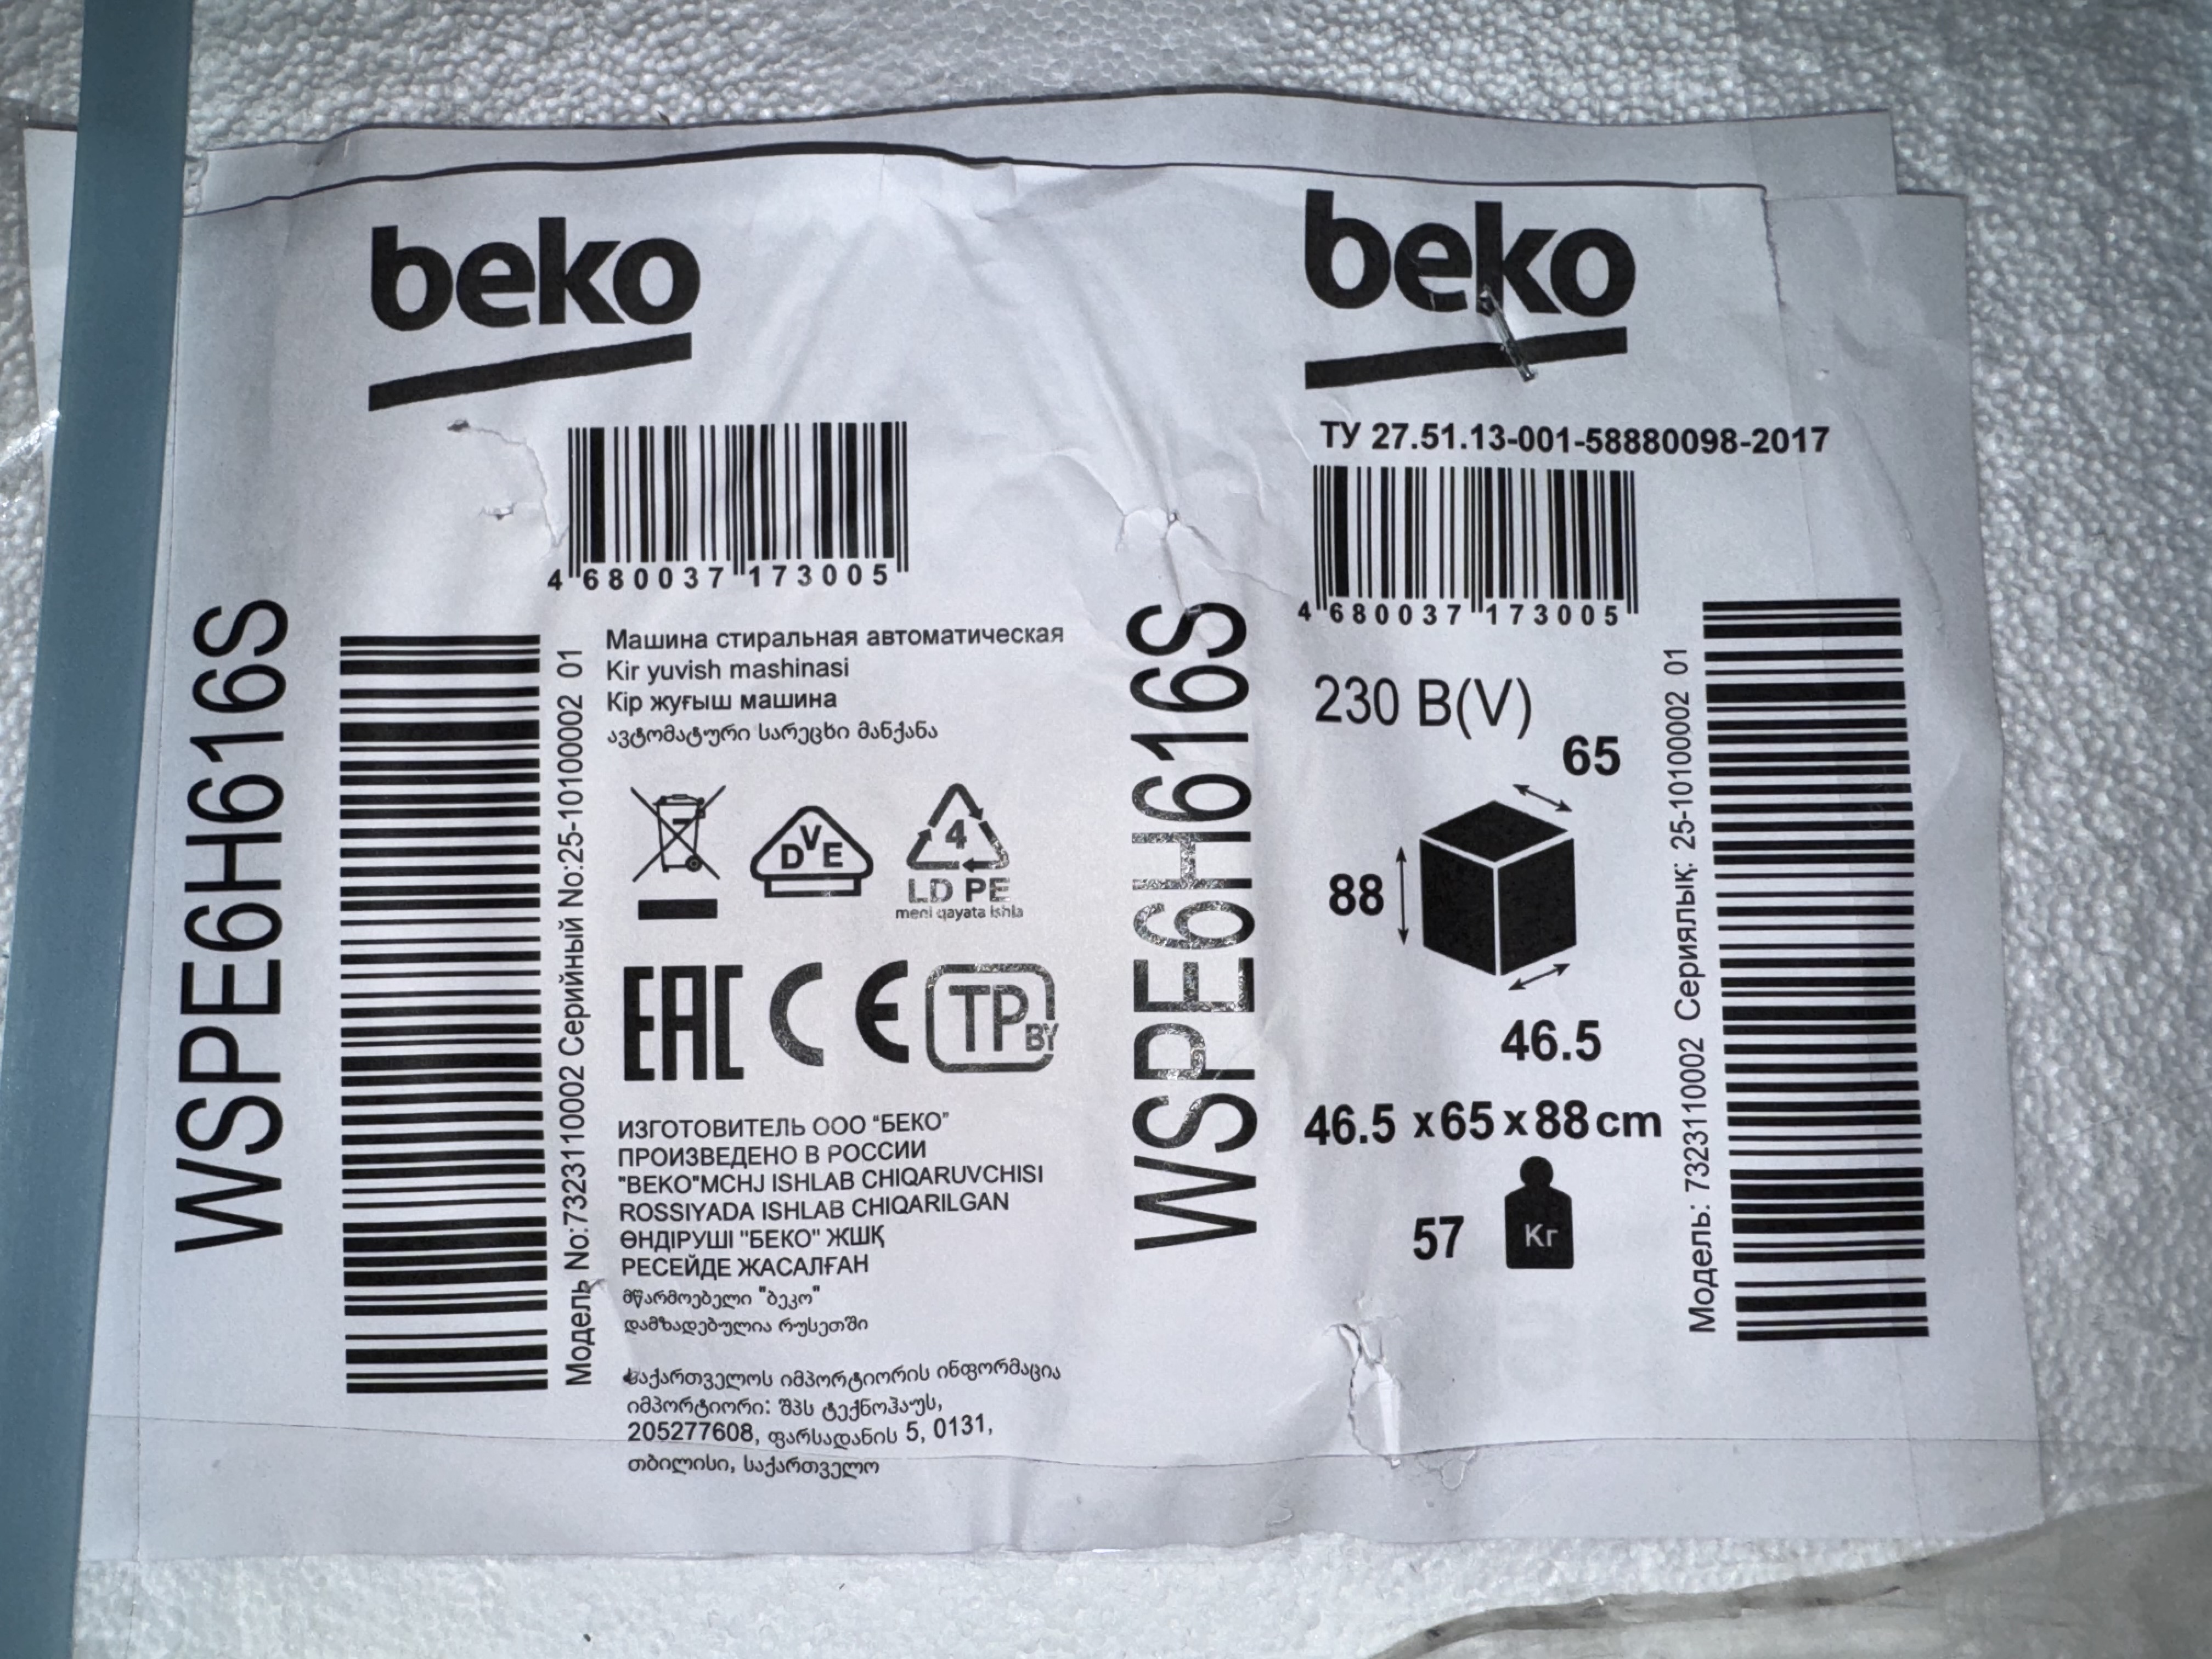 beko
4 680037 173005
WSPE6H616S
Модель No:7323110002 Серийный No:25-10100002 01
Машина стиральная автоматическая
Kir yuvish mashinasi
Кір жуғыш машина
ავტომატური სარეცხი მანქანა
DVE
4
LD PE
meni qayata ishla
EAC CE TP BY
ИЗГОТОВИТЕЛЬ ООО "БЕКО"
ПРОИЗВЕДЕНО В РОССИИ
"BEKO"MCHJ ISHLAB CHIQARUVCHISI
ROSSIYADA ISHLAB CHIQARILGAN
ӨНДІРУШІ "БЕКО" ЖШҚ
РЕСЕЙДЕ ЖАСАЛҒАН
მწარმოებელი "ბეკო"
დამზადებულია რუსეთში
საქართველოს იმპორტიორის ინფორმაცია
იმპორტიორი: შპს ტექნოჰაუს,
205277608, ფარსადანის 5, 0131,
თბილისი, საქართველო
beko
ТУ 27.51.13-001-58880098-2017
4 680037 173005
WSPE6H616S
230 В(V)
65
88
46.5
46.5 x65x88cm
57 Кг
Модель: 7323110002 Сериялық: 25-10100002 01